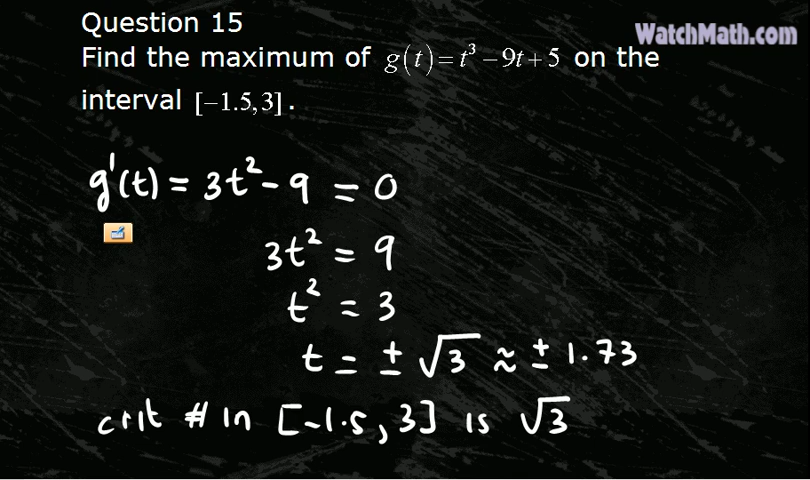 Question 15
WatchMath.com
Find the maximum of g(t)=t³−9t+5 on the
interval [−1.5,3].
g'(t) = 3t² - 9 = 0
3t² = 9
t² = 3
t = ± √3 ≈ ± 1.73
crit # in [-1.5, 3] is √3